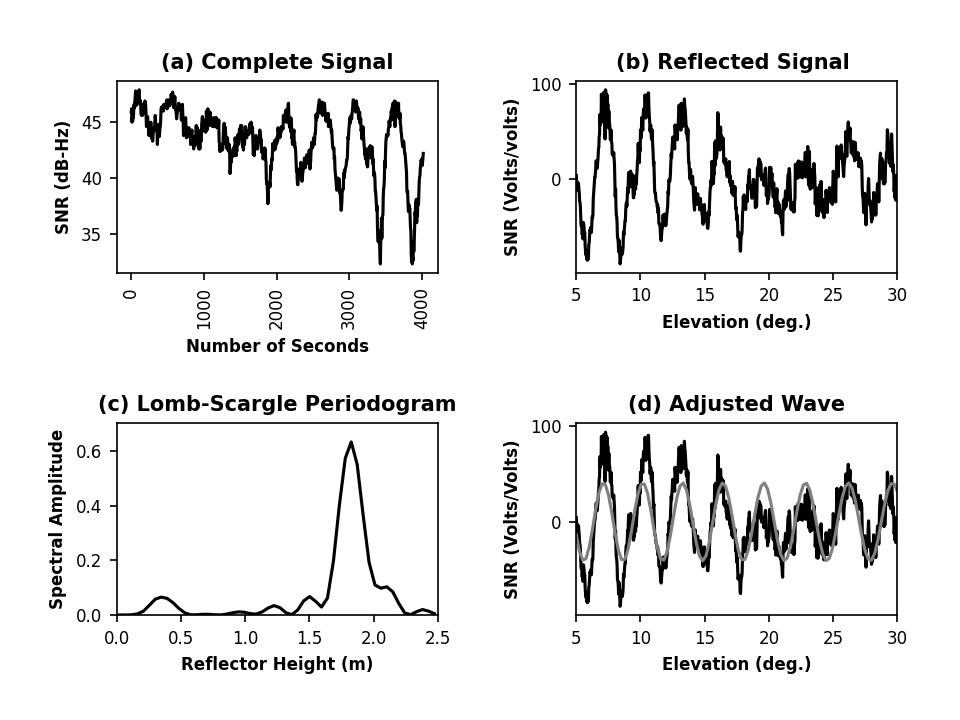 (a) Complete Signal
SNR (dB-Hz)
45
40
35
0
1000
2000
3000
4000
Number of Seconds
(b) Reflected Signal
SNR (Volts/volts)
100
0
5 10 15 20 25 30
Elevation (deg.)
(c) Lomb-Scargle Periodogram
Spectral Amplitude
0.6
0.4
0.2
0.0
0.0 0.5 1.0 1.5 2.0 2.5
Reflector Height (m)
(d) Adjusted Wave
SNR (Volts/Volts)
100
0
5 10 15 20 25 30
Elevation (deg.)